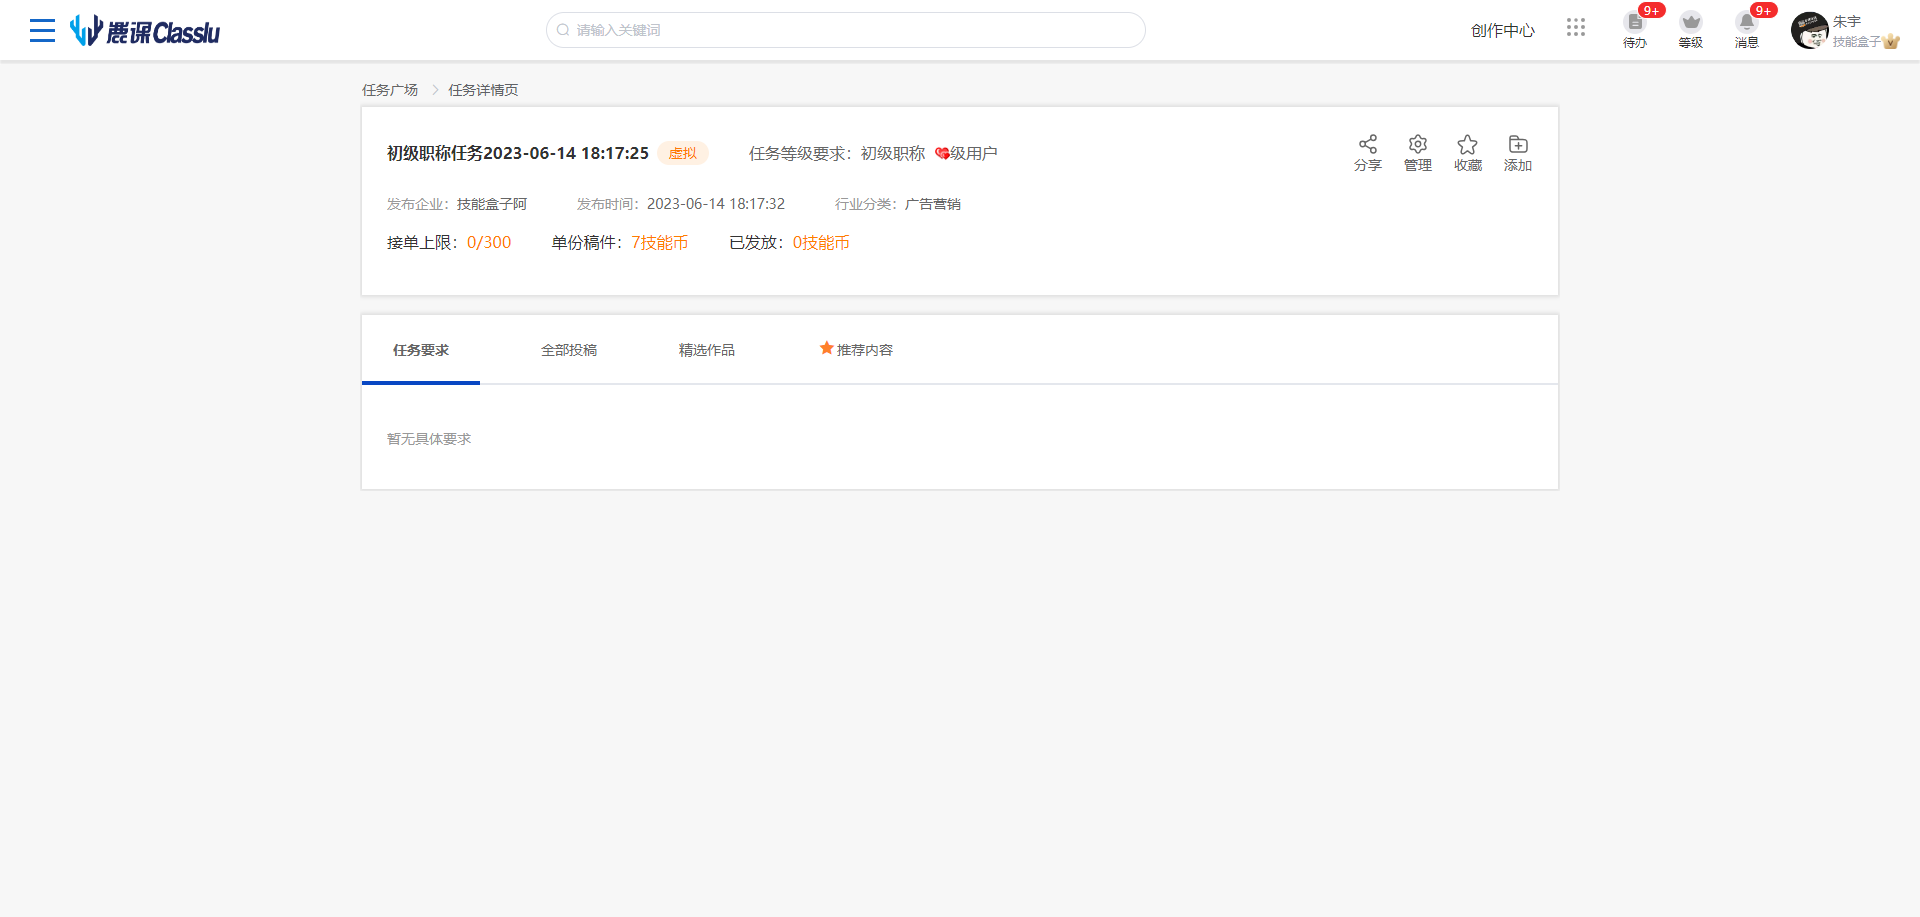 鹿课Classlu
请输入关键词
创作中心
9+
待办
等级
9+
消息
朱宇
技能盒子
任务广场 > 任务详情页
初级职称任务2023-06-14 18:17:25 虚拟 任务等级要求：初级职称 级用户
分享 管理 收藏 添加
发布企业：技能盒子阿 发布时间：2023-06-14 18:17:32 行业分类：广告营销
接单上限：0/300 单份稿件：7技能币 已发放：0技能币
任务要求 全部投稿 精选作品 推荐内容
暂无具体要求